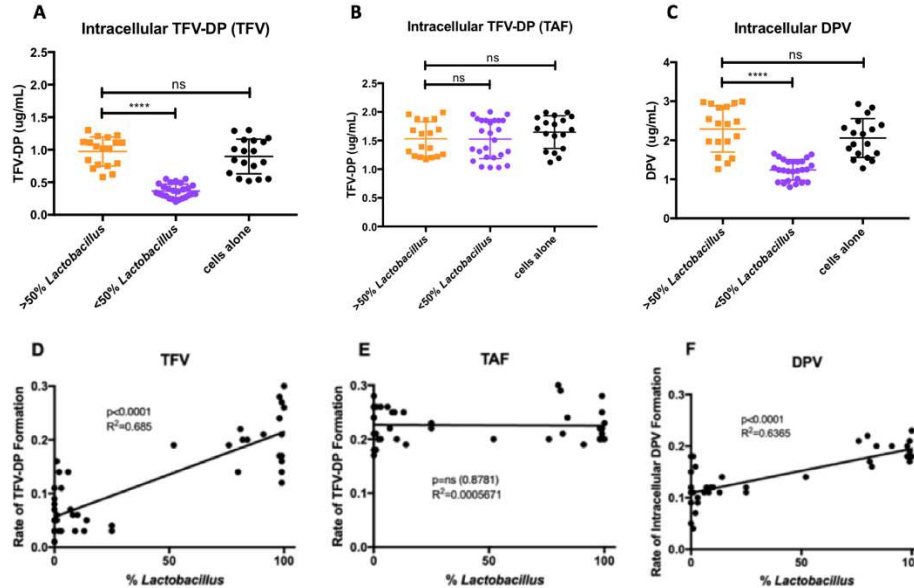 A
Intracellular TFV-DP (TFV)
ns
****
TFV-DP (ug/mL)
2.5
2.0
1.5
1.0
0.5
0.0
>50% Lactobacillus
<50% Lactobacillus
cells alone
B
Intracellular TFV-DP (TAF)
ns
ns
TFV-DP (ug/mL)
2.5
2.0
1.5
1.0
0.5
0.0
>50% Lactobacillus
<50% Lactobacillus
cells alone
C
Intracellular DPV
ns
****
DPV (ug/mL)
4
3
2
1
0
>50% Lactobacillus
<50% Lactobacillus
cells alone
D
TFV
Rate of TFV-DP Formation
p<0.0001
R²=0.685
0.3
0.2
0.1
0.0
0
50
100
% Lactobacillus
E
TAF
Rate of TFV-DP Formation
p=ns (0.8781)
R²=0.0005671
0.3
0.2
0.1
0.0
0
50
100
% Lactobacillus
F
DPV
Rate of Intracellular DPV Formation
p<0.0001
R²=0.6365
0.3
0.2
0.1
0.0
0
50
100
% Lactobacillus